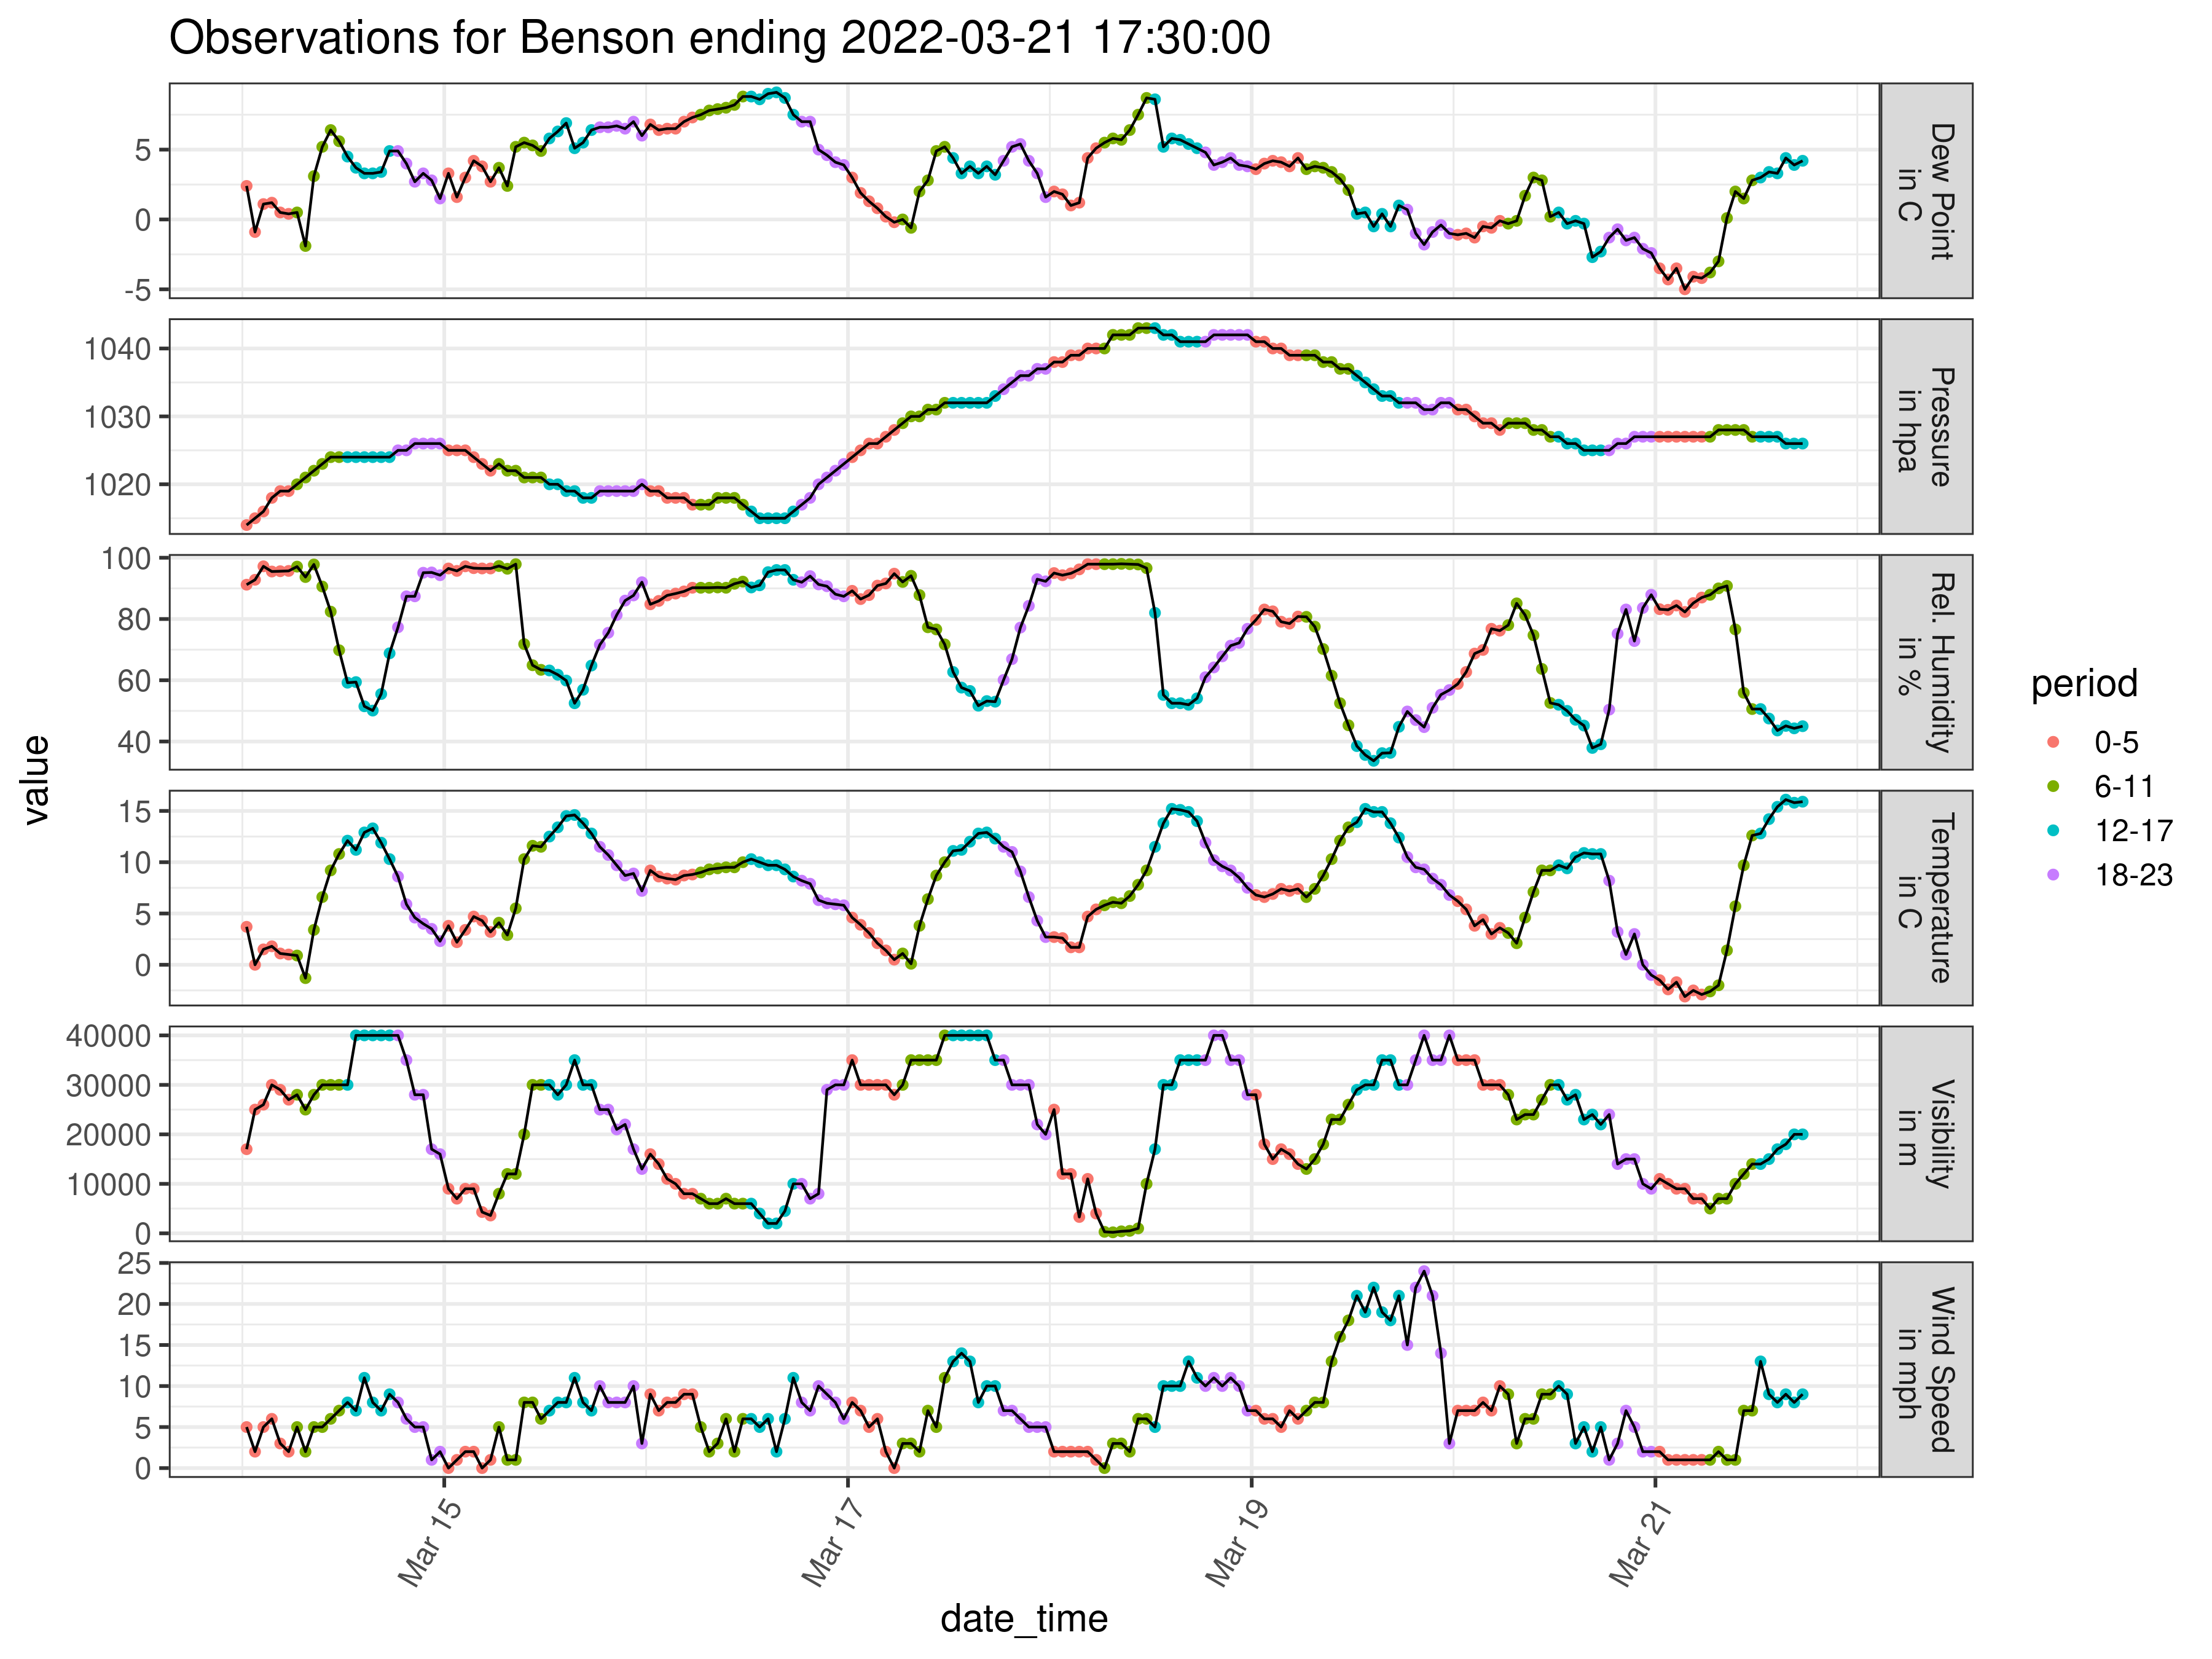 Observations for Benson ending 2022-03-21 17:30:00
value
5
0
-5
Dew Point
in C
1040
1030
1020
Pressure
in hpa
100
80
60
40
Rel. Humidity
in %
15
10
5
0
Temperature
in C
40000
30000
20000
10000
0
Visibility
in m
25
20
15
10
5
0
Wind Speed
in mph
Mar 15
Mar 17
Mar 19
Mar 21
date_time
period
0-5
6-11
12-17
18-23